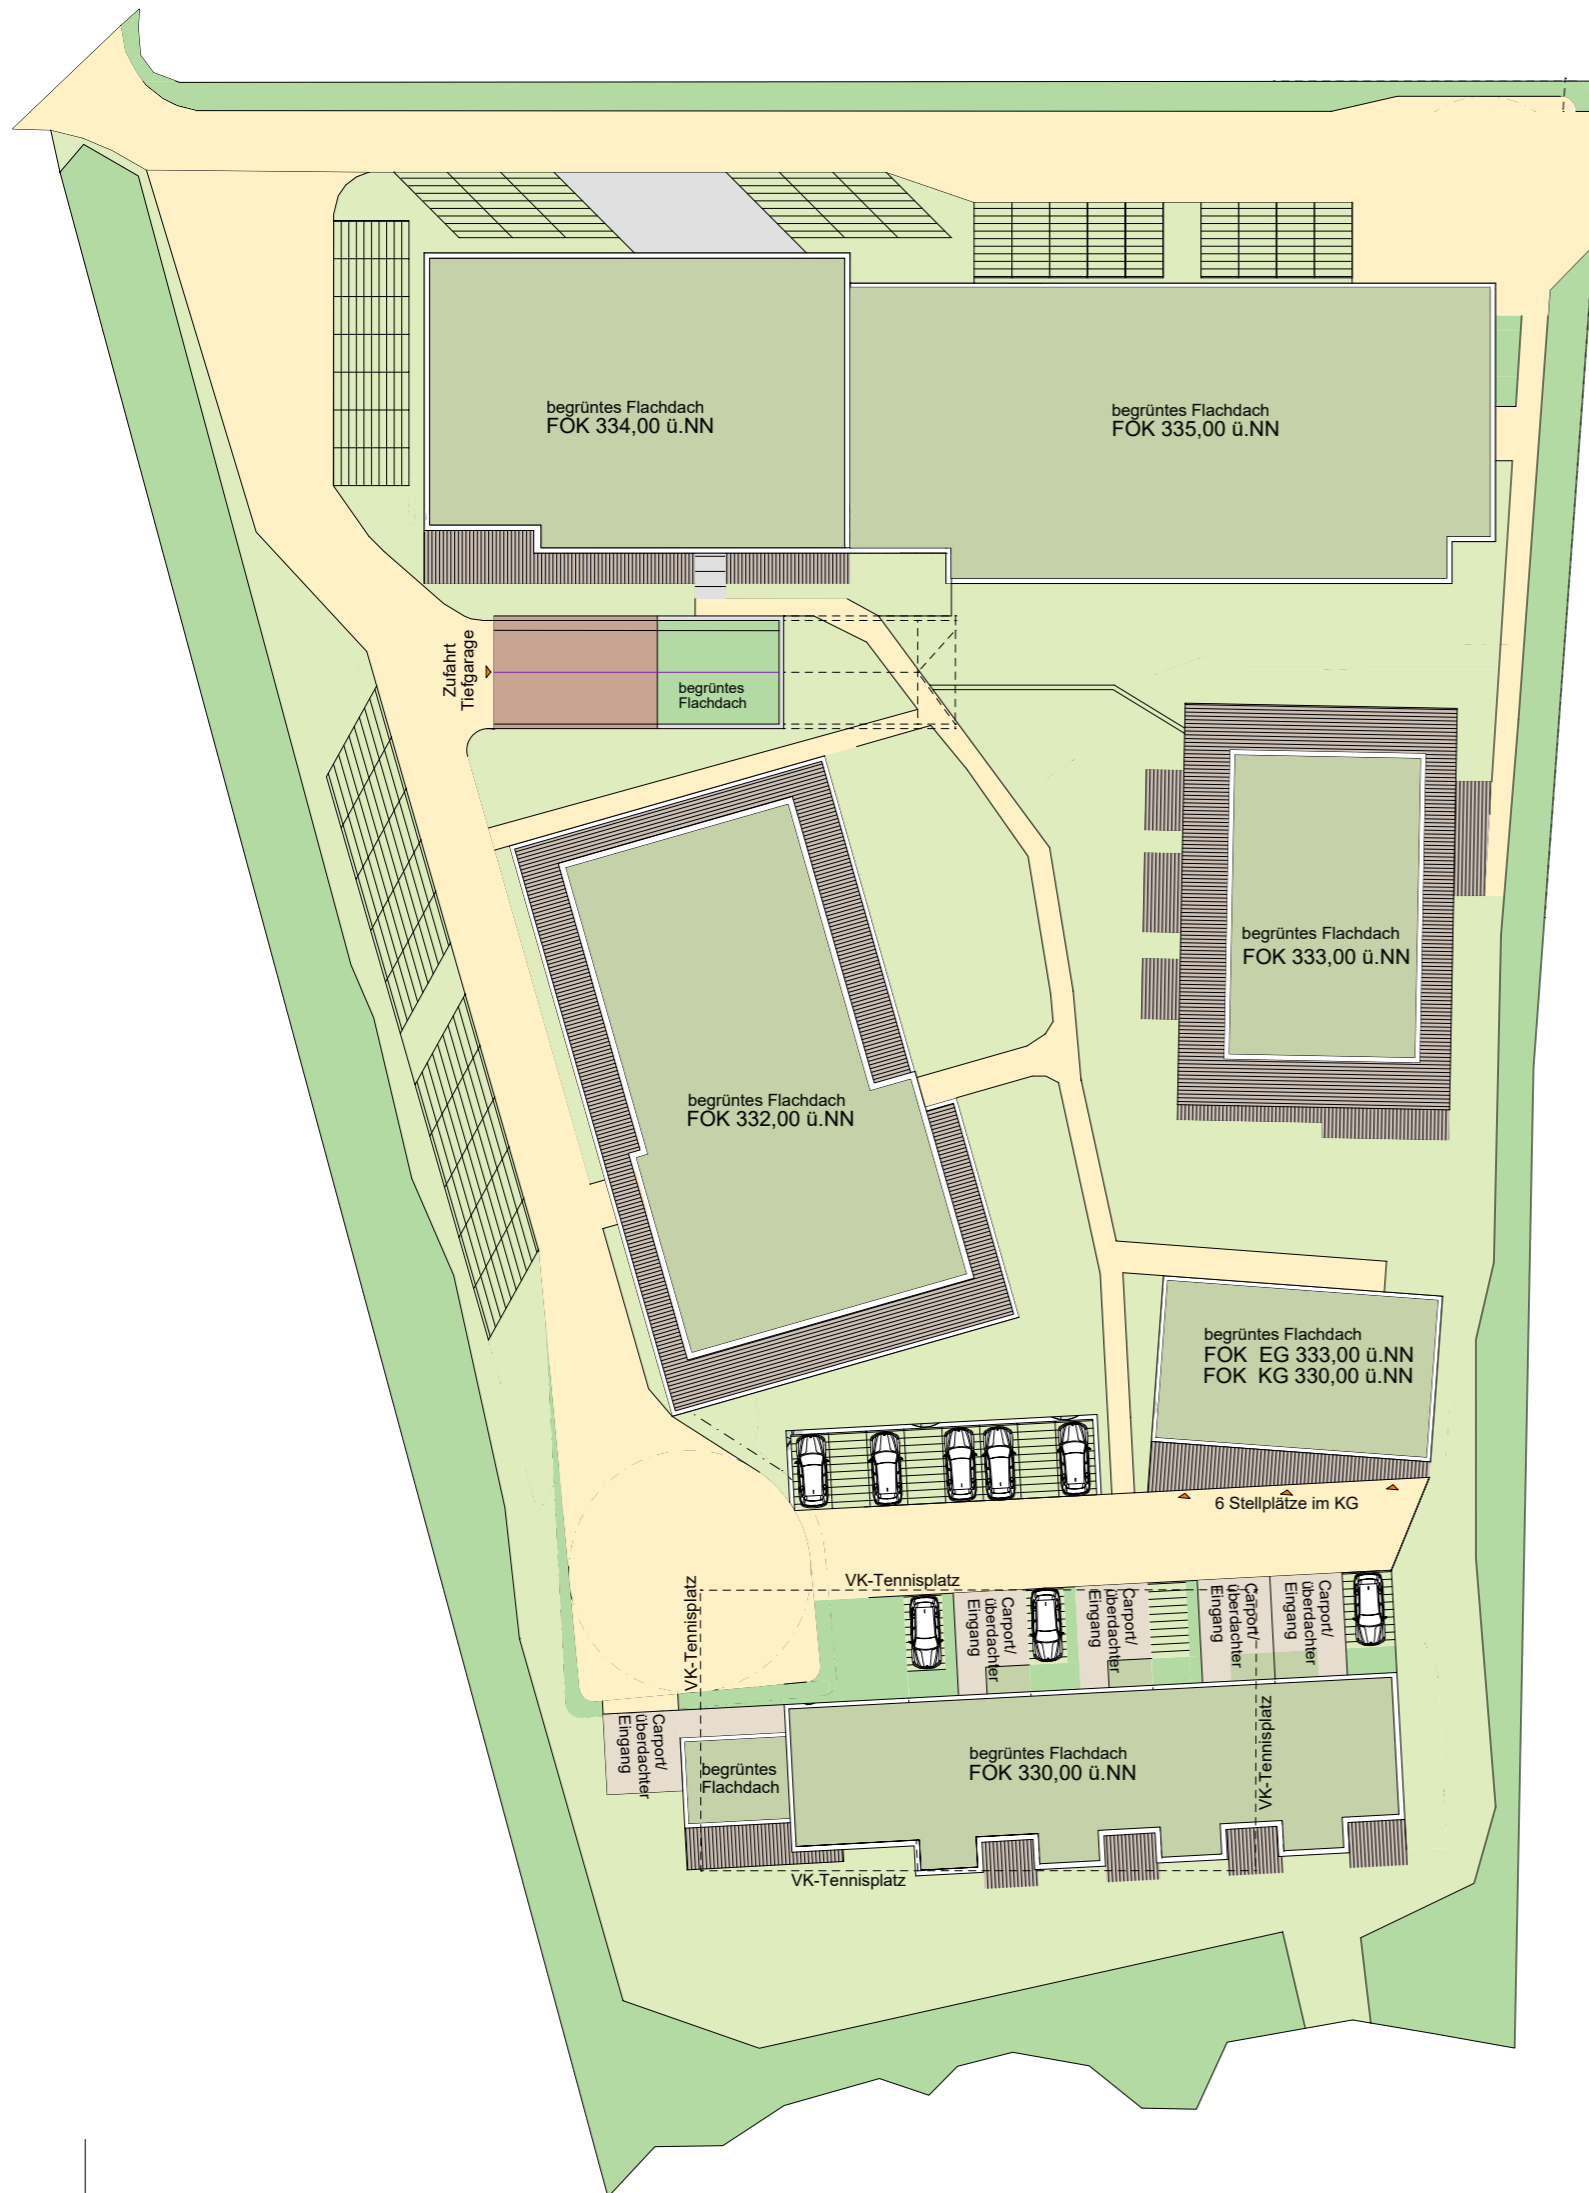 begrüntes Flachdach
FOK 334,00 ü.NN
begrüntes Flachdach
FOK 335,00 ü.NN
Zufahrt
Tiefgarage
begrüntes
Flachdach
begrüntes Flachdach
FOK 333,00 ü.NN
begrüntes Flachdach
FOK 332,00 ü.NN
begrüntes Flachdach
FOK EG 333,00 ü.NN
FOK KG 330,00 ü.NN
6 Stellplätze im KG
VK-Tennisplatz
VK-Tennisplatz
Carport/
überdachter
Eingang
Carport/
überdachter
Eingang
Carport/
überdachter
Eingang
Carport/
überdachter
Eingang
Carport/
überdachter
Eingang
begrüntes
Flachdach
begrüntes Flachdach
FOK 330,00 ü.NN
VK-Tennisplatz
VK-Tennisplatz